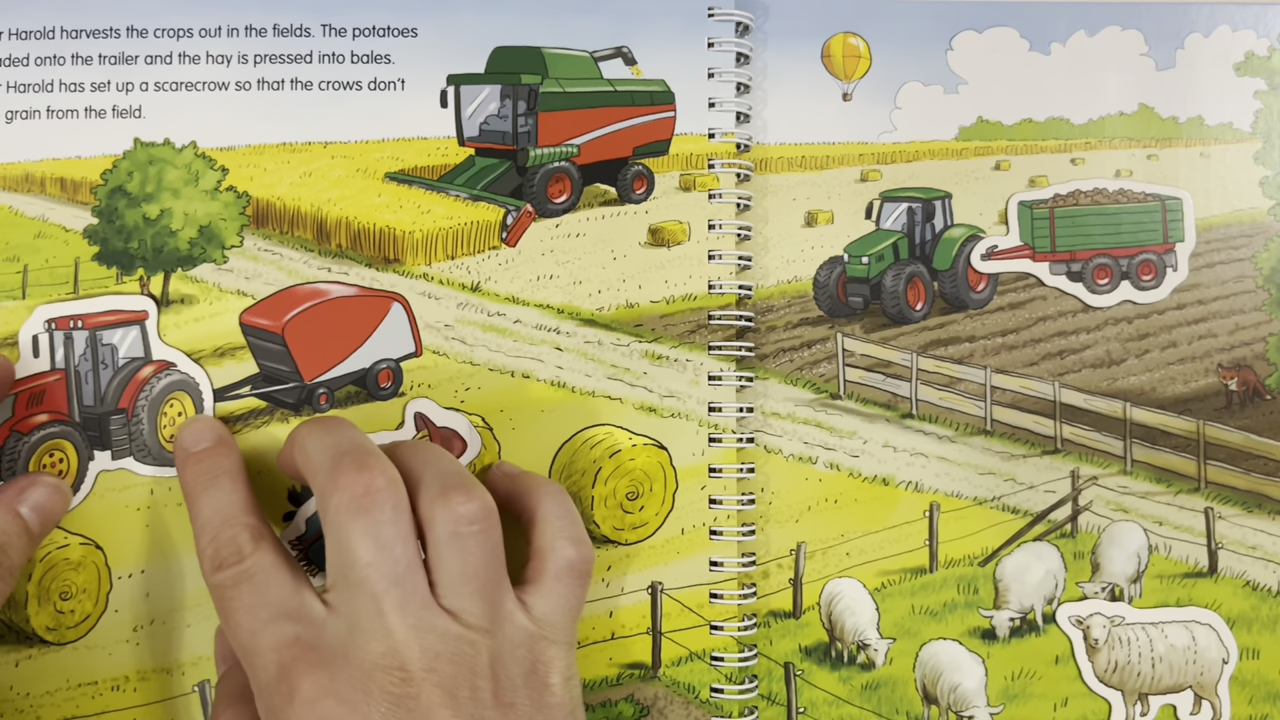 Harold harvests the crops out in the fields. The potatoes
onto the trailer and the hay is pressed into bales.
Harold has set up a scarecrow so that the crows don't
grain from the field.